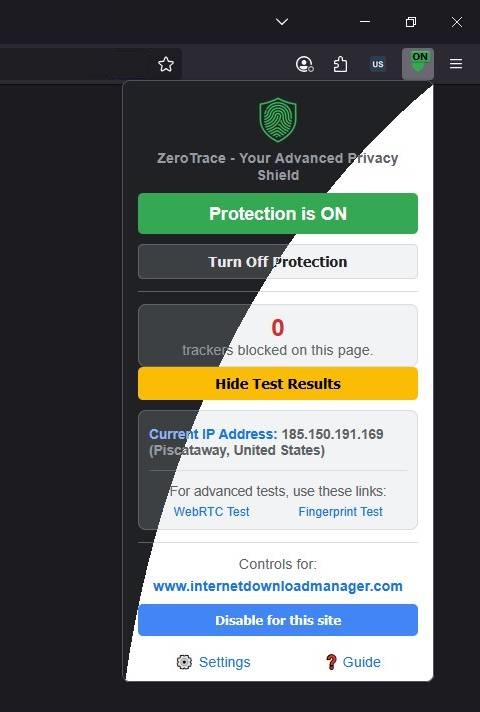 ON
US
ZeroTrace - Your Advanced Privacy
Shield
Protection is ON
Turn Off Protection
0
trackers blocked on this page.
Hide Test Results
Current IP Address: 185.150.191.169
(Piscataway, United States)
For advanced tests, use these links:
WebRTC Test Fingerprint Test
Controls for:
www.internetdownloadmanager.com
Disable for this site
Settings Guide